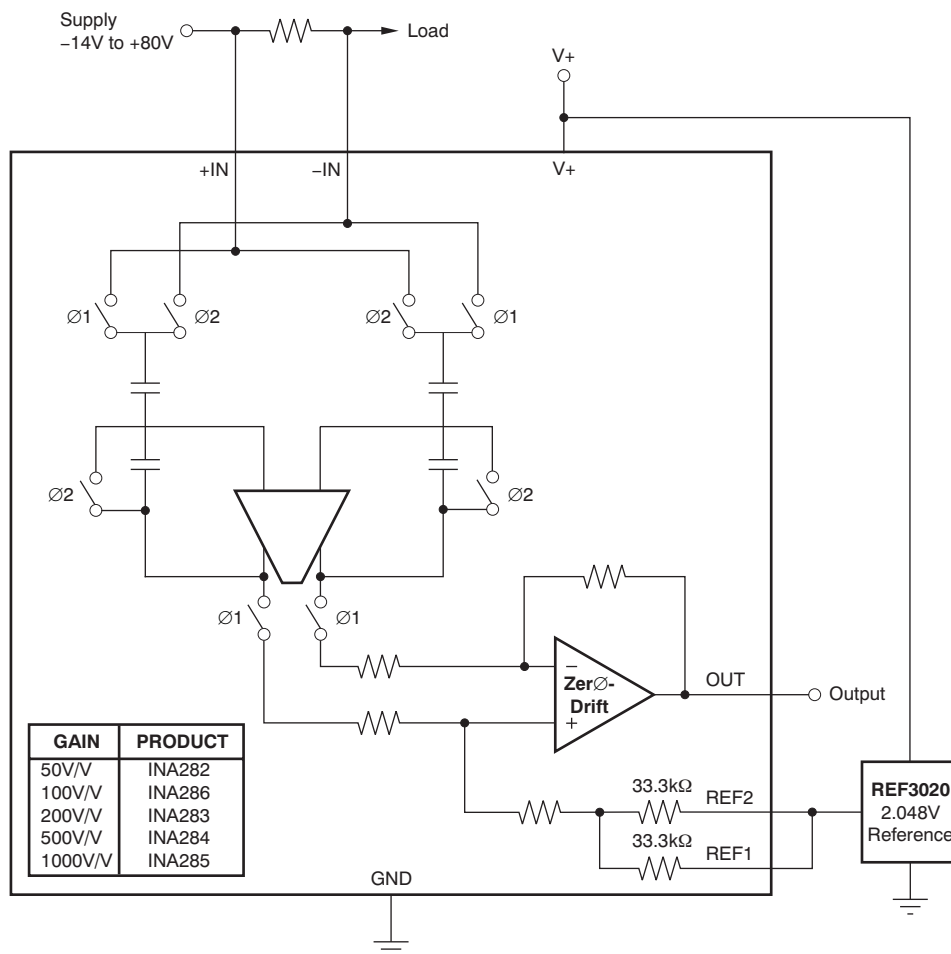 Supply
−14V to +80V
Load
V+
+IN
−IN
V+
∅1
∅2
∅2
∅1
∅2
∅2
∅1
∅1
−
Zer∅-
Drift
+
OUT
Output
GAIN PRODUCT
50V/V INA282
100V/V INA286
200V/V INA283
500V/V INA284
1000V/V INA285
33.3kΩ
REF2
33.3kΩ
REF1
REF3020
2.048V
Reference
GND